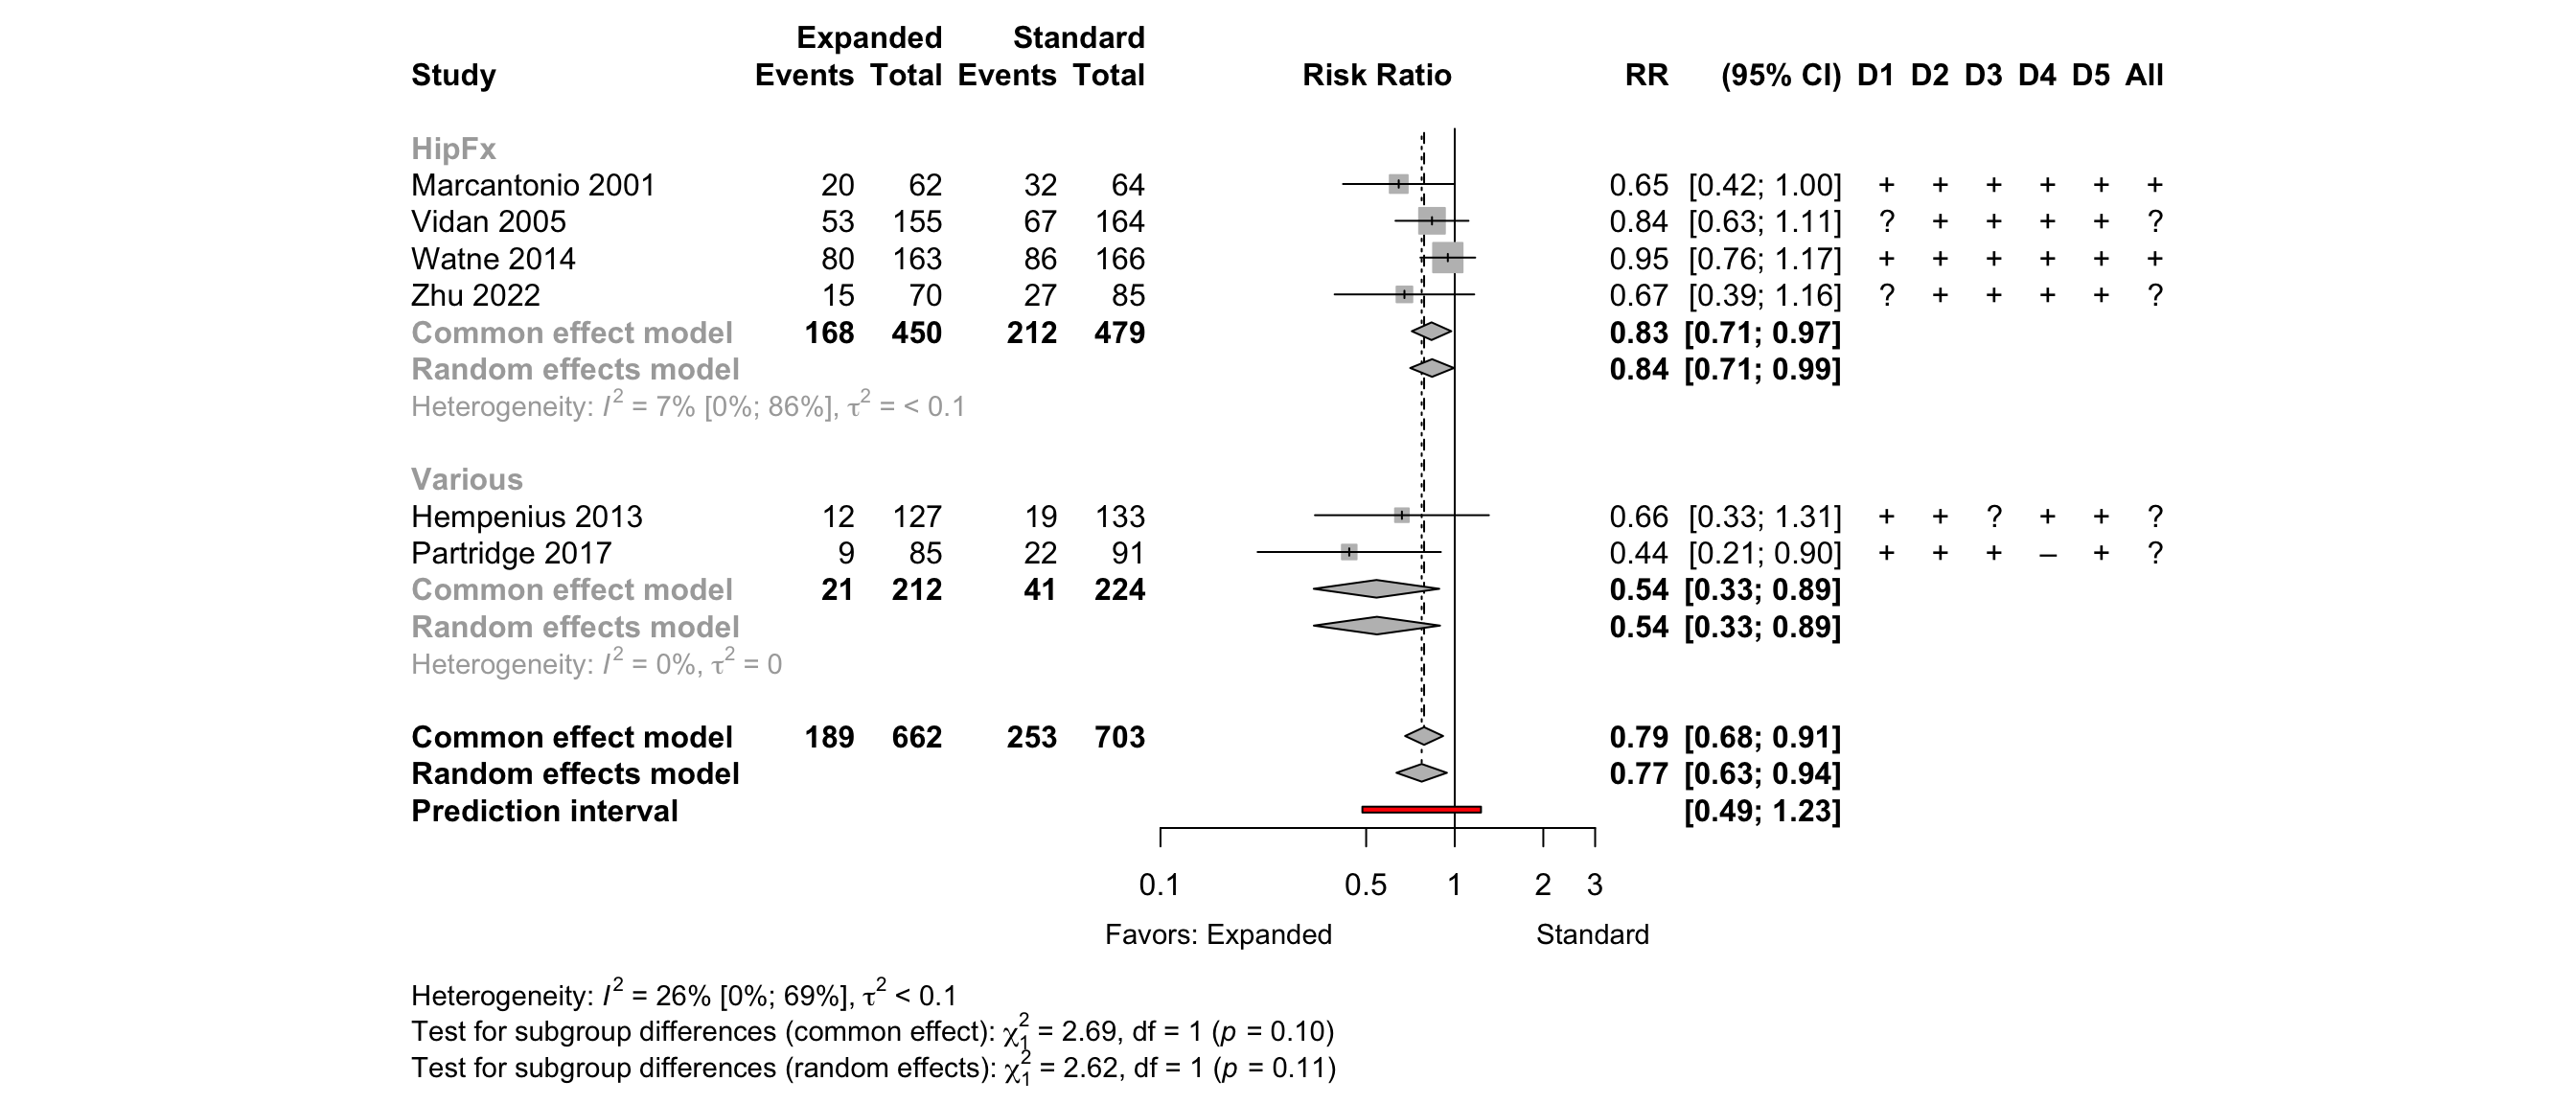 Expanded Standard
Study Events Total Events Total Risk Ratio RR (95% CI) D1 D2 D3 D4 D5 All
HipFx
Marcantonio 2001 20 62 32 64 0.65 [0.42; 1.00] + + + + + +
Vidan 2005 53 155 67 164 0.84 [0.63; 1.11] ? + + + + ?
Watne 2014 80 163 86 166 0.95 [0.76; 1.17] + + + + + +
Zhu 2022 15 70 27 85 0.67 [0.39; 1.16] ? + + + + ?
Common effect model 168 450 212 479 0.83 [0.71; 0.97]
Random effects model 0.84 [0.71; 0.99]
Heterogeneity: I² = 7% [0%; 86%], τ² = < 0.1
Various
Hempenius 2013 12 127 19 133 0.66 [0.33; 1.31] + + ? + + ?
Partridge 2017 9 85 22 91 0.44 [0.21; 0.90] + + + – + ?
Common effect model 21 212 41 224 0.54 [0.33; 0.89]
Random effects model 0.54 [0.33; 0.89]
Heterogeneity: I² = 0%, τ² = 0
Common effect model 189 662 253 703 0.79 [0.68; 0.91]
Random effects model 0.77 [0.63; 0.94]
Prediction interval [0.49; 1.23]
0.1 0.5 1 2 3
Favors: Expanded Standard
Heterogeneity: I² = 26% [0%; 69%], τ² < 0.1
Test for subgroup differences (common effect): χ₁² = 2.69, df = 1 (p = 0.10)
Test for subgroup differences (random effects): χ₁² = 2.62, df = 1 (p = 0.11)